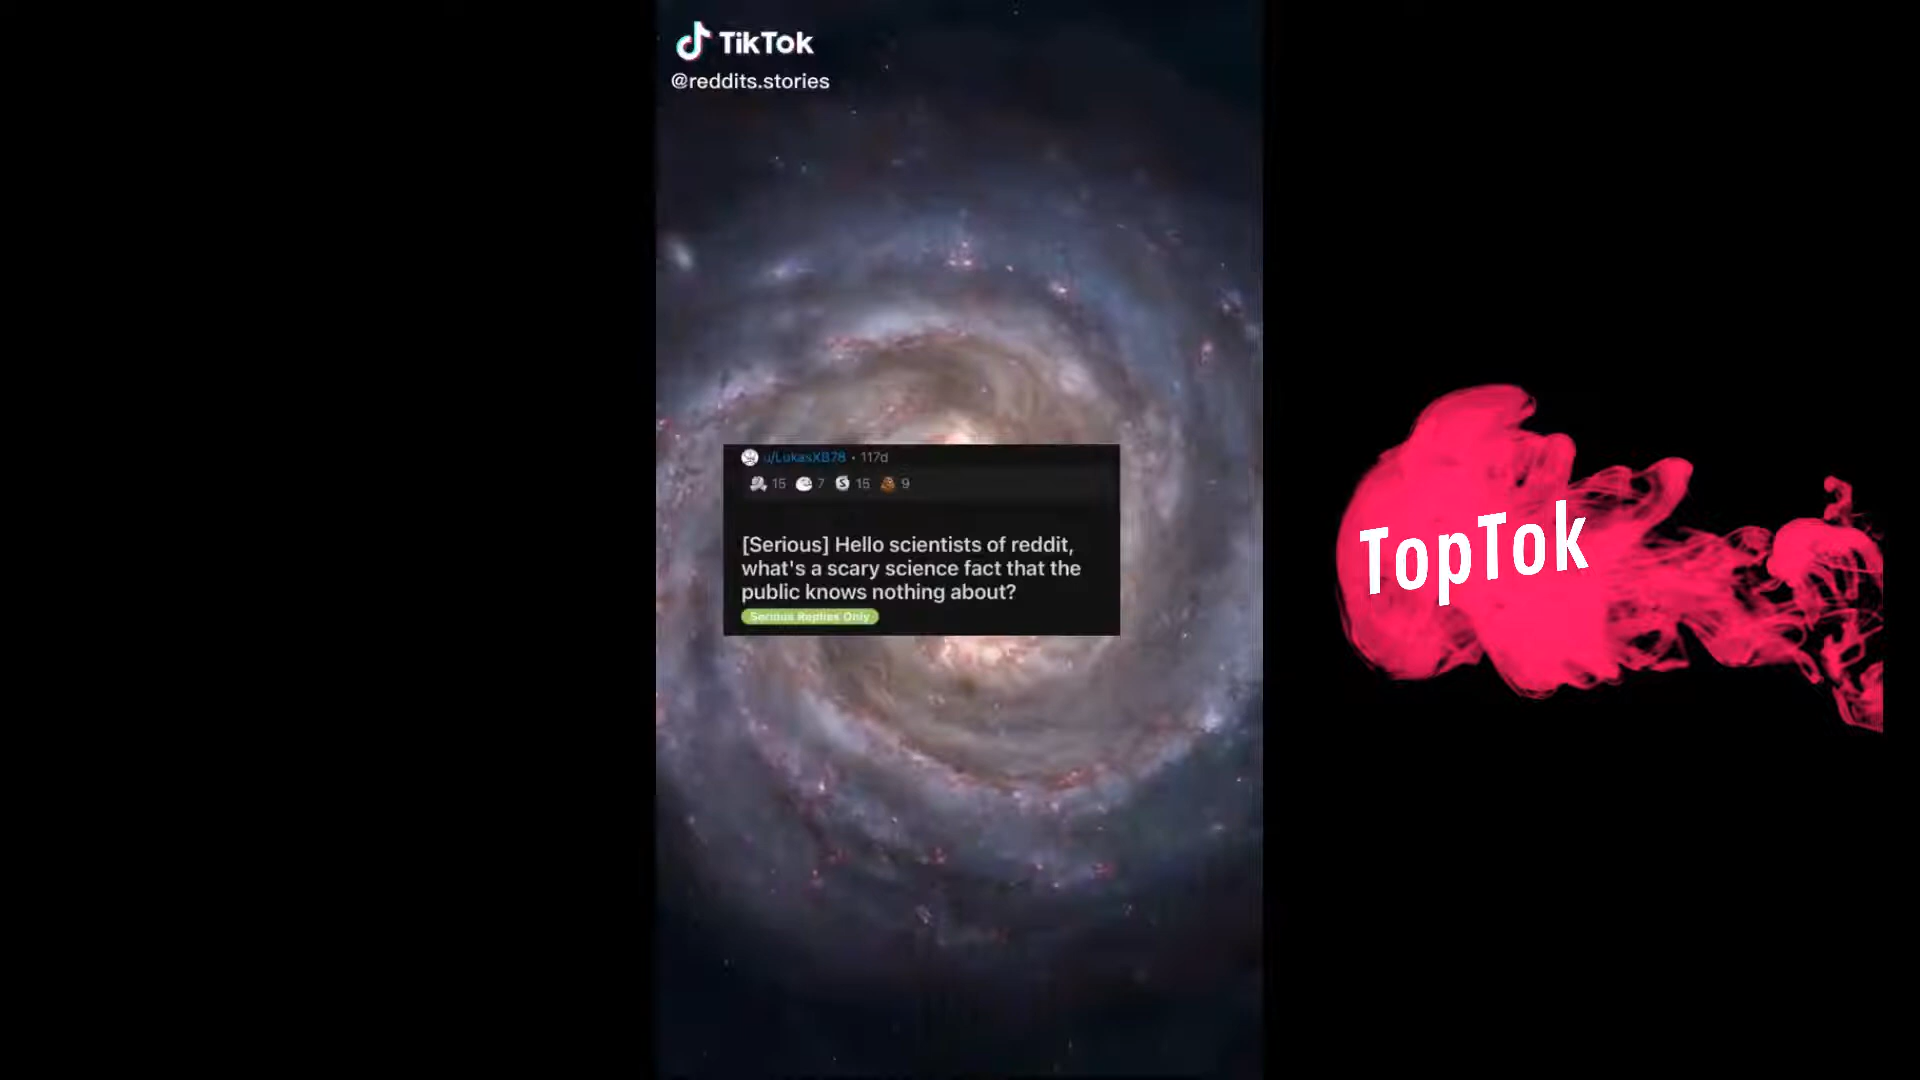 TikTok
@reddits.stories
u/LukasXB78 • 117d
15 7 15 9
[Serious] Hello scientists of reddit,
what's a scary science fact that the
public knows nothing about?
Serious Replies Only
TopTok